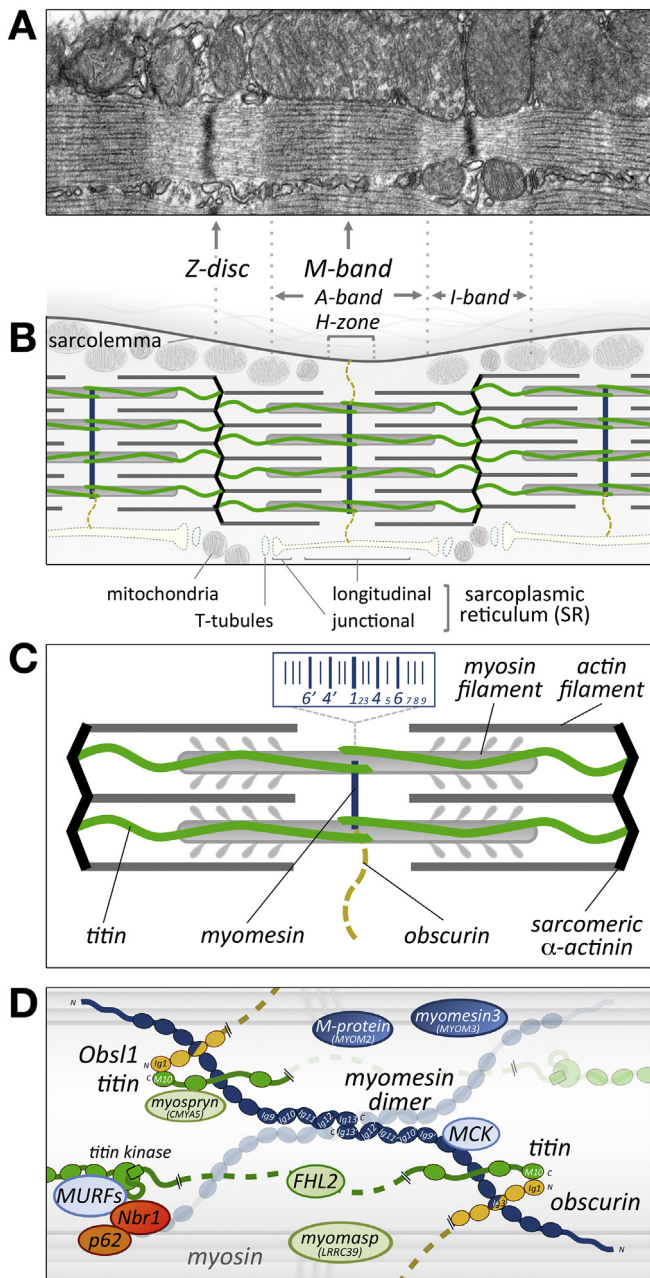 A
Z-disc
M-band
A-band
I-band
H-zone
B
sarcolemma
mitochondria
longitudinal
T-tubules
junctional
sarcoplasmic
reticulum (SR)
C
6’ 4’ 1 2 3 4 5 6 7 8 9
myosin
filament
actin
filament
titin
myomesin
obscurin
sarcomeric
α-actinin
D
N
M-protein
(MYOM2)
myomesin3
(MYOM3)
Obsl1
N
Ig1
titin
C
M10
myospryn
(CMYA5)
myomesin
dimer
Ig9
Ig10
Ig11
Ig12
Ig13
C
C
Ig13
Ig12
Ig11
Ig10
Ig9
MCK
titin
M10
C
Ig1
N
obscurin
Ig3
titin kinase
MURFs
Nbr1
p62
FHL2
myomasp
(LRRC39)
myosin
N